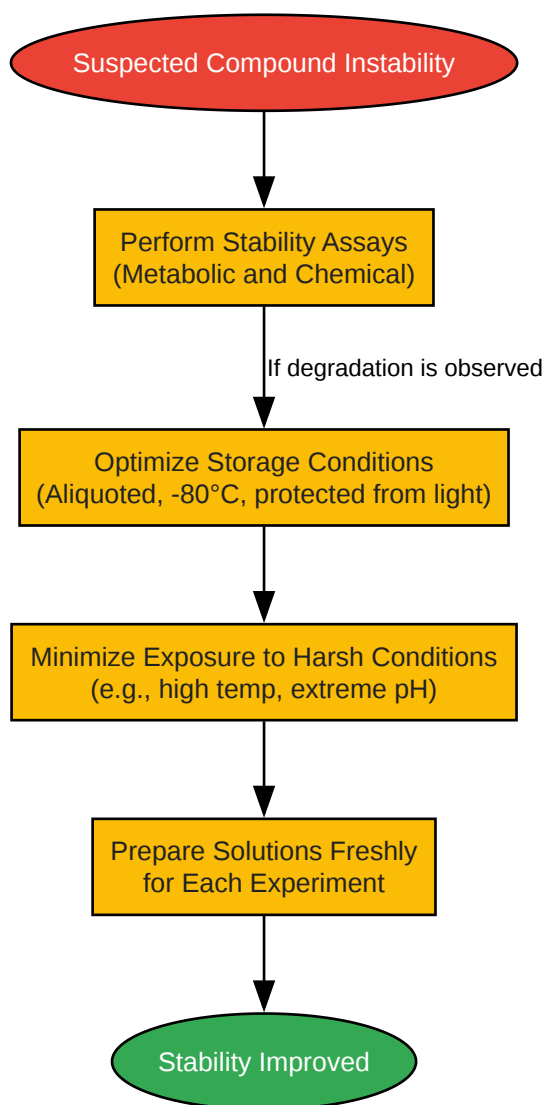 Suspected Compound Instability
Perform Stability Assays
(Metabolic and Chemical)
If degradation is observed
Optimize Storage Conditions
(Aliquoted, -80°C, protected from light)
Minimize Exposure to Harsh Conditions
(e.g., high temp, extreme pH)
Prepare Solutions Freshly
for Each Experiment
Stability Improved